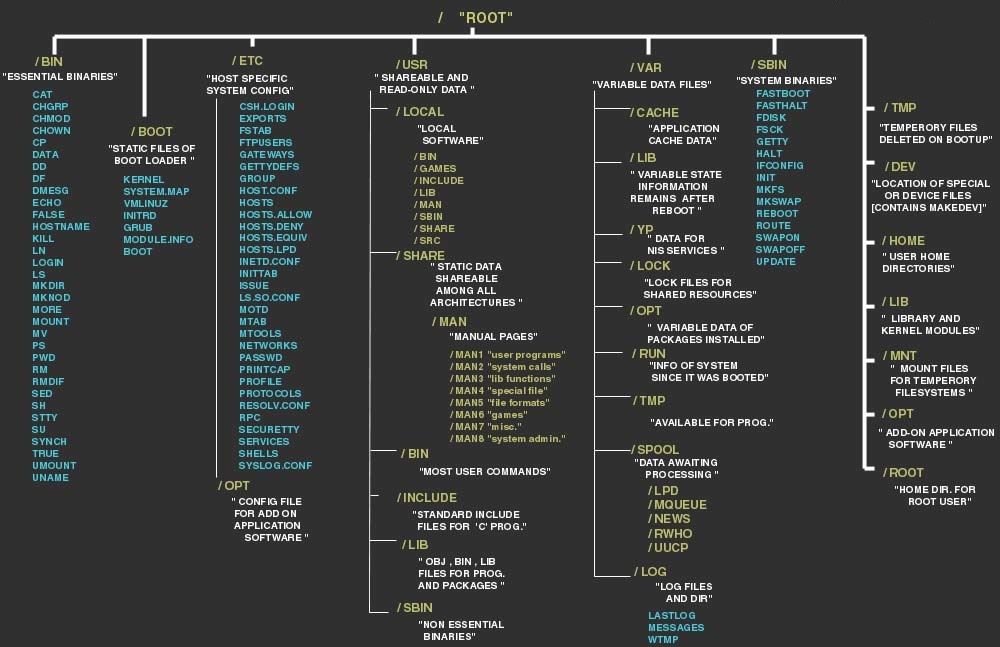 / "ROOT"
/BIN
"ESSENTIAL BINARIES"
CAT
CHGRP
CHMOD
CHOWN
CP
DATA
DD
DF
DMESG
ECHO
FALSE
HOSTNAME
KILL
LN
LOGIN
LS
MKDIR
MKNOD
MORE
MOUNT
MV
PS
PWD
RM
RMDIF
SED
SH
STTY
SU
SYNCH
TRUE
UMOUNT
UNAME
/BOOT
"STATIC FILES OF
BOOT LOADER "
KERNEL
SYSTEM.MAP
VMLINUZ
INITRD
GRUB
MODULE.INFO
BOOT
/ETC
"HOST SPECIFIC
SYSTEM CONFIG"
CSH.LOGIN
EXPORTS
FSTAB
FTPUSERS
GATEWAYS
GETTYDEFS
GROUP
HOST.CONF
HOSTS
HOSTS.ALLOW
HOSTS.DENY
HOSTS.EQUIV
HOSTS.LPD
INETD.CONF
INITTAB
ISSUE
LS.SO.CONF
MOTD
MTAB
MTOOLS
NETWORKS
PASSWD
PRINTCAP
PROFILE
PROTOCOLS
RESOLV.CONF
RPC
SECURETTY
SERVICES
SHELLS
SYSLOG.CONF
/OPT
" CONFIG FILE
FOR ADD ON
APPLICATION
SOFTWARE "
/USR
" SHAREABLE AND
READ-ONLY DATA "
/LOCAL
"LOCAL
SOFTWARE"
/BIN
/GAMES
/INCLUDE
/LIB
/MAN
/SBIN
/SHARE
/SRC
/SHARE
" STATIC DATA
SHAREABLE
AMONG ALL
ARCHITECTURES "
/MAN
"MANUAL PAGES"
/MAN1 "user programs"
/MAN2 "system calls"
/MAN3 "lib functions"
/MAN4 "special file"
/MAN5 "file formats"
/MAN6 "games"
/MAN7 "misc."
/MAN8 "system admin."
/BIN
"MOST USER COMMANDS"
/INCLUDE
"STANDARD INCLUDE
FILES FOR 'C' PROG."
/LIB
" OBJ , BIN , LIB
FILES FOR PROG.
AND PACKAGES "
/SBIN
"NON ESSENTIAL
BINARIES"
/VAR
"VARIABLE DATA FILES"
/CACHE
"APPLICATION
CACHE DATA"
/LIB
" VARIABLE STATE
INFORMATION
REMAINS AFTER
REBOOT "
/YP
" DATA FOR
NIS SERVICES "
/LOCK
"LOCK FILES FOR
SHARED RESOURCES"
/OPT
" VARIABLE DATA OF
PACKAGES INSTALLED"
/RUN
"INFO OF SYSTEM
SINCE IT WAS BOOTED"
/TMP
"AVAILABLE FOR PROG."
/SPOOL
"DATA AWAITING
PROCESSING "
/LPD
/MQUEUE
/NEWS
/RWHO
/UUCP
/LOG
"LOG FILES
AND DIR"
LASTLOG
MESSAGES
WTMP
/SBIN
"SYSTEM BINARIES"
FASTBOOT
FASTHALT
FDISK
FSCK
GETTY
HALT
IFCONFIG
INIT
MKFS
MKSWAP
REBOOT
ROUTE
SWAPON
SWAPOFF
UPDATE
/TMP
"TEMPERORY FILES
DELETED ON BOOTUP"
/DEV
"LOCATION OF SPECIAL
OR DEVICE FILES
[CONTAINS MAKEDEV]"
/HOME
" USER HOME
DIRECTORIES"
/LIB
" LIBRARY AND
KERNEL MODULES"
/MNT
" MOUNT FILES
FOR TEMPERORY
FILESYSTEMS "
/OPT
" ADD-ON APPLICATION
SOFTWARE "
/ROOT
"HOME DIR. FOR
ROOT USER"